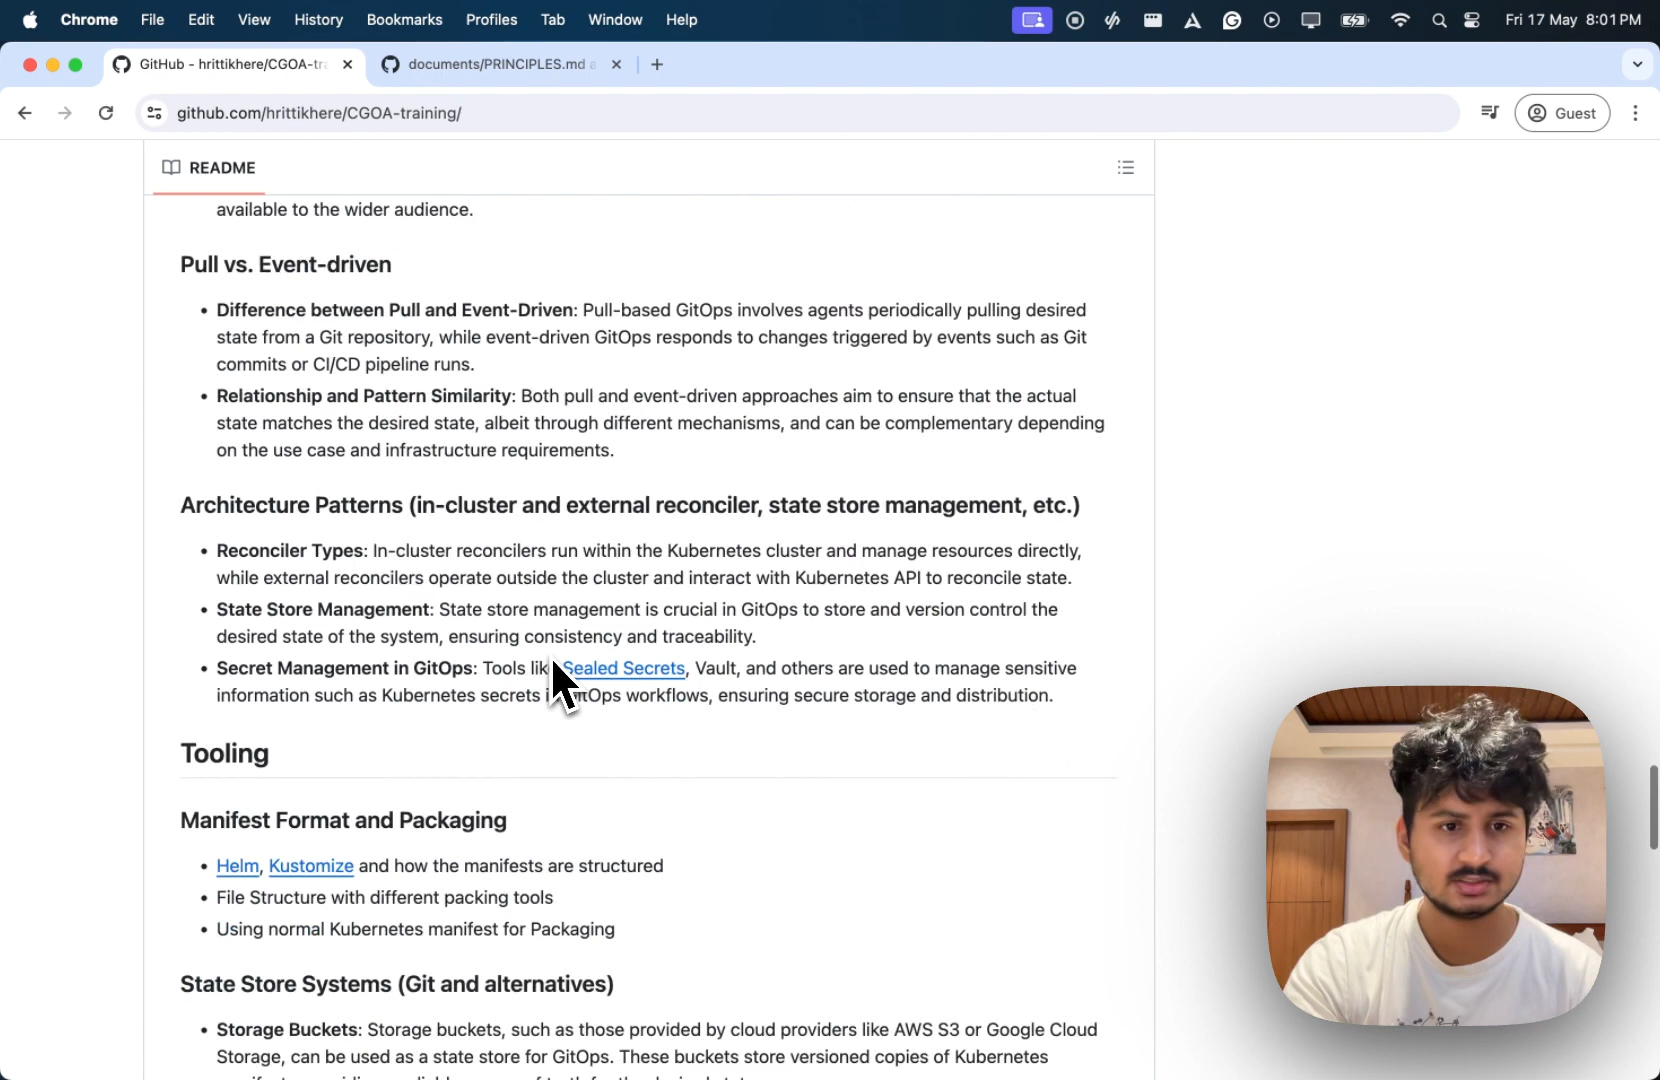 Chrome File Edit View History Bookmarks Profiles Tab Window Help Fri 17 May 8:01 PM
GitHub - hrittikhere/CGOA-tr documents/PRINCIPLES.md
github.com/hrittikhere/CGOA-training/ Guest
README
available to the wider audience.
Pull vs. Event-driven
• Difference between Pull and Event-Driven: Pull-based GitOps involves agents periodically pulling desired
state from a Git repository, while event-driven GitOps responds to changes triggered by events such as Git
commits or CI/CD pipeline runs.
• Relationship and Pattern Similarity: Both pull and event-driven approaches aim to ensure that the actual
state matches the desired state, albeit through different mechanisms, and can be complementary depending
on the use case and infrastructure requirements.
Architecture Patterns (in-cluster and external reconciler, state store management, etc.)
• Reconciler Types: In-cluster reconcilers run within the Kubernetes cluster and manage resources directly,
while external reconcilers operate outside the cluster and interact with Kubernetes API to reconcile state.
• State Store Management: State store management is crucial in GitOps to store and version control the
desired state of the system, ensuring consistency and traceability.
• Secret Management in GitOps: Tools lik Sealed Secrets, Vault, and others are used to manage sensitive
information such as Kubernetes secrets itOps workflows, ensuring secure storage and distribution.
Tooling
Manifest Format and Packaging
• Helm, Kustomize and how the manifests are structured
• File Structure with different packing tools
• Using normal Kubernetes manifest for Packaging
State Store Systems (Git and alternatives)
• Storage Buckets: Storage buckets, such as those provided by cloud providers like AWS S3 or Google Cloud
Storage, can be used as a state store for GitOps. These buckets store versioned copies of Kubernetes